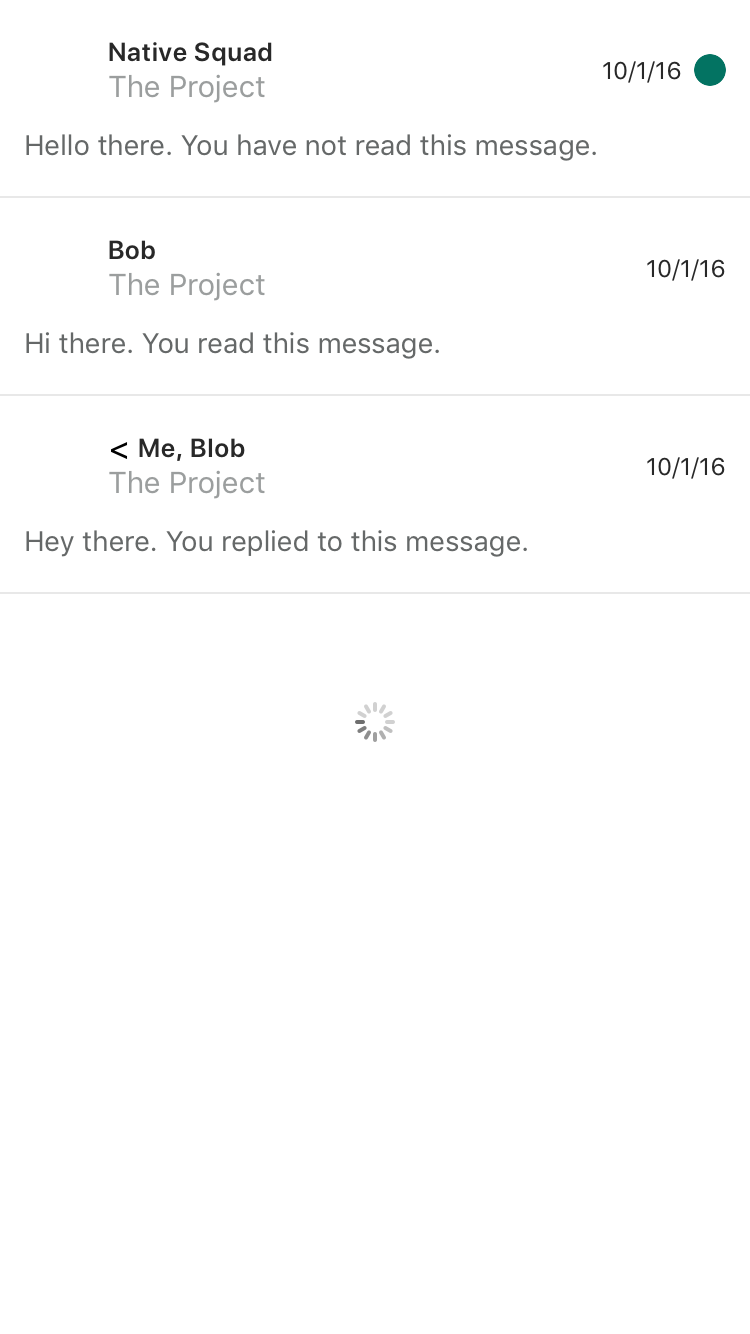 Native Squad
The Project
10/1/16
Hello there. You have not read this message.
Bob
The Project
10/1/16
Hi there. You read this message.
< Me, Blob
The Project
10/1/16
Hey there. You replied to this message.